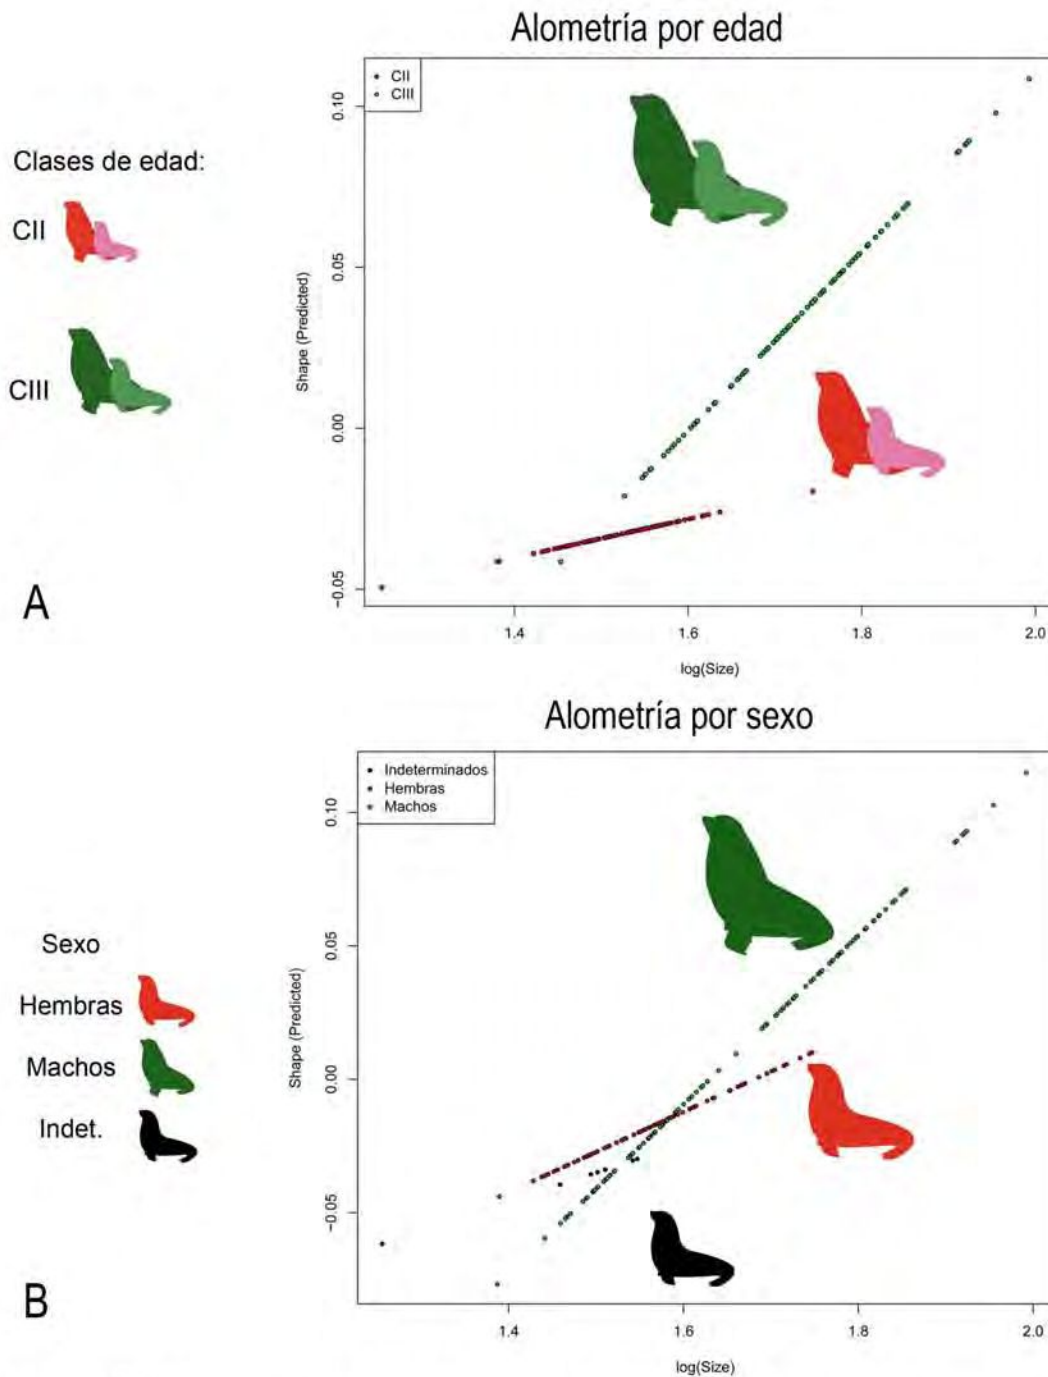 Alometría por edad
CII
CIII
Clases de edad:
CII
CIII
Shape (Predicted)
0.10
0.05
0.00
−0.05
1.4 1.6 1.8 2.0
log(Size)
A
Alometría por sexo
Indeterminados
Hembras
Machos
Sexo
Hembras
Machos
Indet.
Shape (Predicted)
0.10
0.05
0.00
−0.05
1.4 1.6 1.8 2.0
log(Size)
B